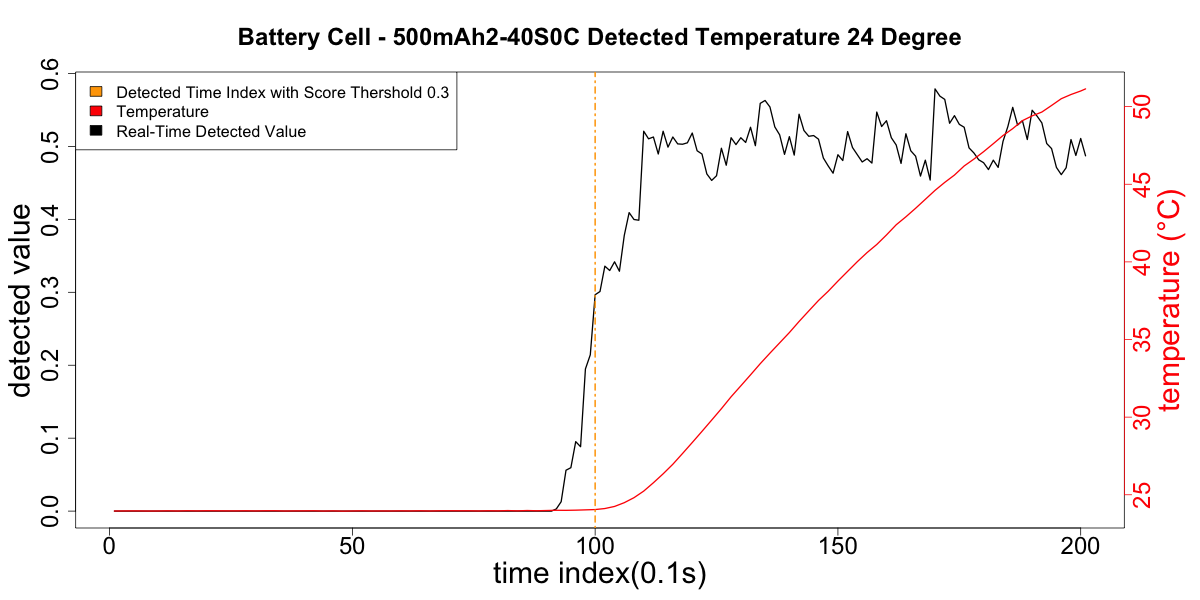 Battery Cell - 500mAh2-40S0C Detected Temperature 24 Degree
Detected Time Index with Score Thershold 0.3
Temperature
Real-Time Detected Value
detected value
0.0 0.1 0.2 0.3 0.4 0.5 0.6
0 50 100 150 200
time index(0.1s)
25 30 35 40 45 50
temperature (°C)